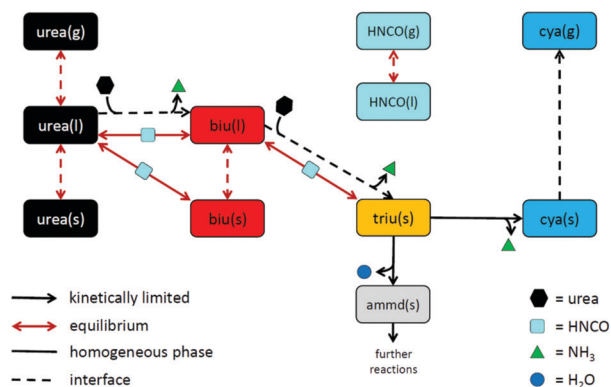 urea(g)
HNCO(g)
cya(g)
urea(l)
biu(l)
HNCO(l)
urea(s)
biu(s)
triu(s)
cya(s)
ammd(s)
further
reactions
kinetically limited
equilibrium
homogeneous phase
interface
= urea
= HNCO
= NH₃
= H₂O